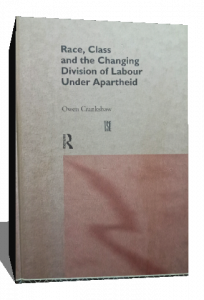 Race, Class
and the Changing
Division of Labour
Under Apartheid
Owen Crankshaw
R